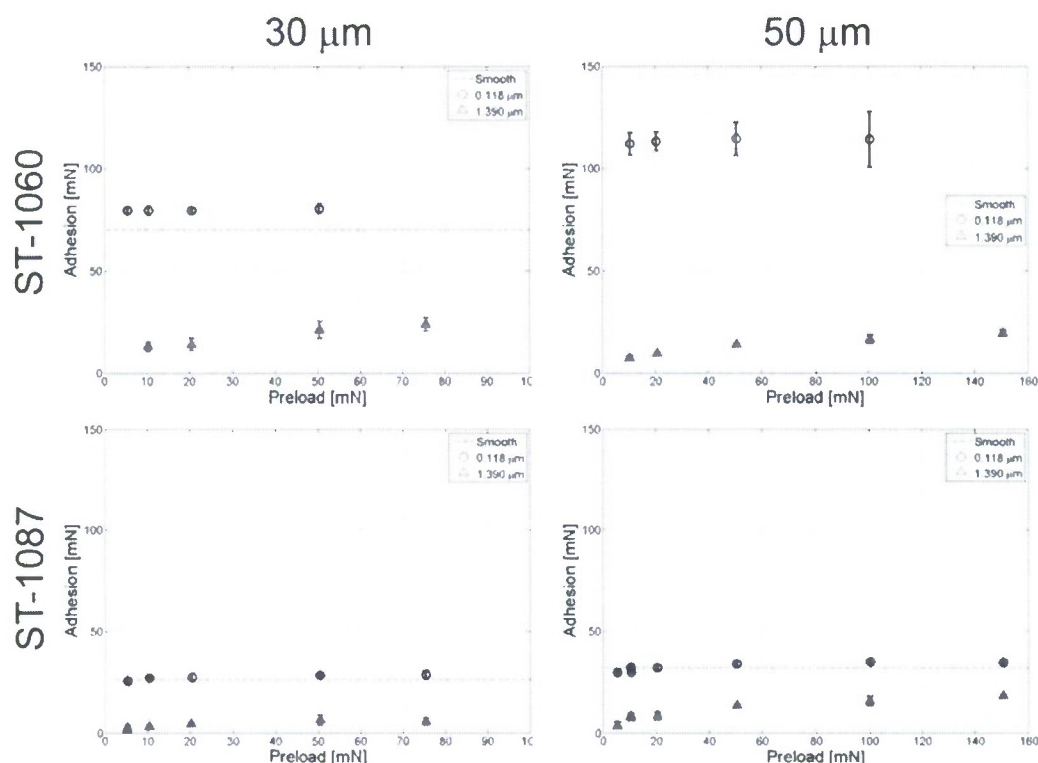 30 μm
50 μm
ST-1060
150
100
50
0
Adhesion [mN]
Smooth
0.118 μm
1.390 μm
0 10 20 30 40 50 60 70 80 90 10
Preload [mN]
150
100
50
0
Adhesion [mN]
Smooth
0.118 μm
1.390 μm
0 20 40 60 80 100 120 140 160
Preload [mN]
ST-1087
150
100
50
0
Adhesion [mN]
Smooth
0.118 μm
1.390 μm
0 10 20 30 40 50 60 70 80 90 100
Preload [mN]
150
100
50
0
Adhesion [mN]
Smooth
0.118 μm
1.390 μm
0 20 40 60 80 100 120 140 160
Preload [mN]